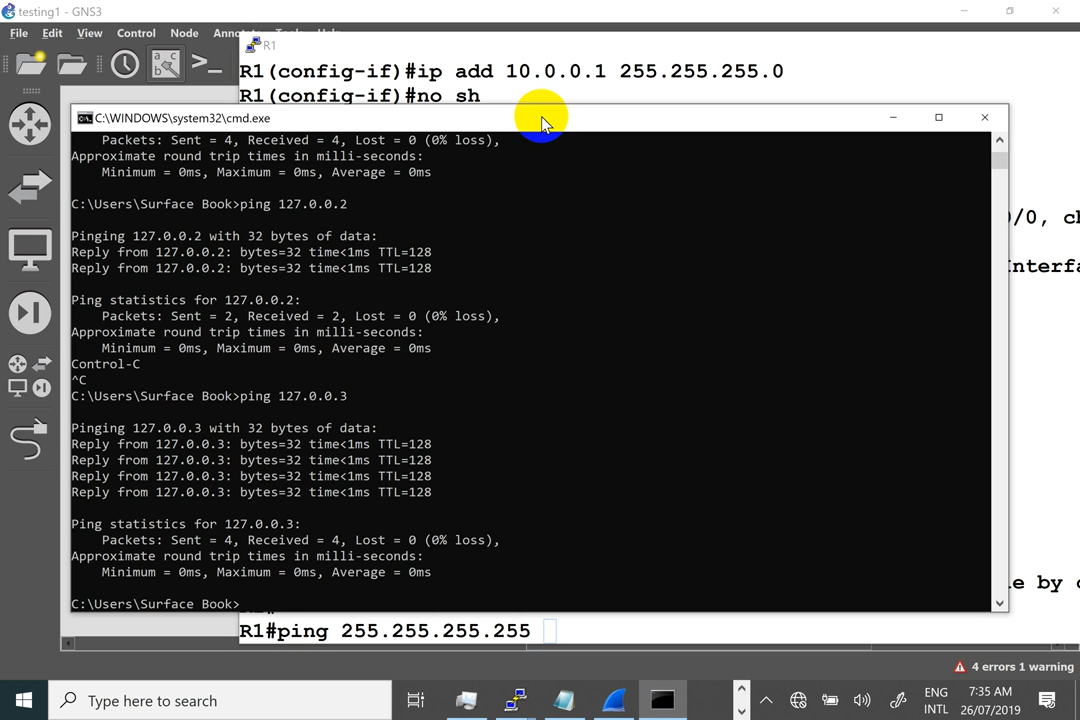 testing1 - GNS3
File Edit View Control Node
R1
R1(config-if)#ip add 10.0.0.1 255.255.255.0
R1(config-if)#no sh
C:\WINDOWS\system32\cmd.exe
Packets: Sent = 4, Received = 4, Lost = 0 (0% loss),
Approximate round trip times in milli-seconds:
Minimum = 0ms, Maximum = 0ms, Average = 0ms
C:\Users\Surface Book>ping 127.0.0.2
Pinging 127.0.0.2 with 32 bytes of data:
Reply from 127.0.0.2: bytes=32 time<1ms TTL=128
Reply from 127.0.0.2: bytes=32 time<1ms TTL=128
Ping statistics for 127.0.0.2:
Packets: Sent = 2, Received = 2, Lost = 0 (0% loss),
Approximate round trip times in milli-seconds:
Minimum = 0ms, Maximum = 0ms, Average = 0ms
Control-C
^C
C:\Users\Surface Book>ping 127.0.0.3
Pinging 127.0.0.3 with 32 bytes of data:
Reply from 127.0.0.3: bytes=32 time<1ms TTL=128
Reply from 127.0.0.3: bytes=32 time<1ms TTL=128
Reply from 127.0.0.3: bytes=32 time<1ms TTL=128
Reply from 127.0.0.3: bytes=32 time<1ms TTL=128
Ping statistics for 127.0.0.3:
Packets: Sent = 4, Received = 4, Lost = 0 (0% loss),
Approximate round trip times in milli-seconds:
Minimum = 0ms, Maximum = 0ms, Average = 0ms
C:\Users\Surface Book>
R1#ping 255.255.255.255
4 errors 1 warning
Type here to search
ENG
INTL
7:35 AM
26/07/2019